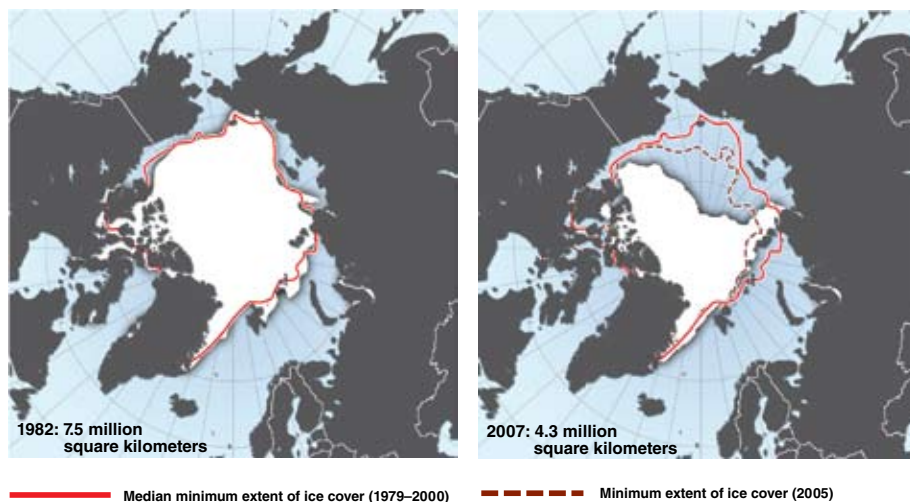 1982: 7.5 million
square kilometers
2007: 4.3 million
square kilometers
Median minimum extent of ice cover (1979–2000)
Minimum extent of ice cover (2005)